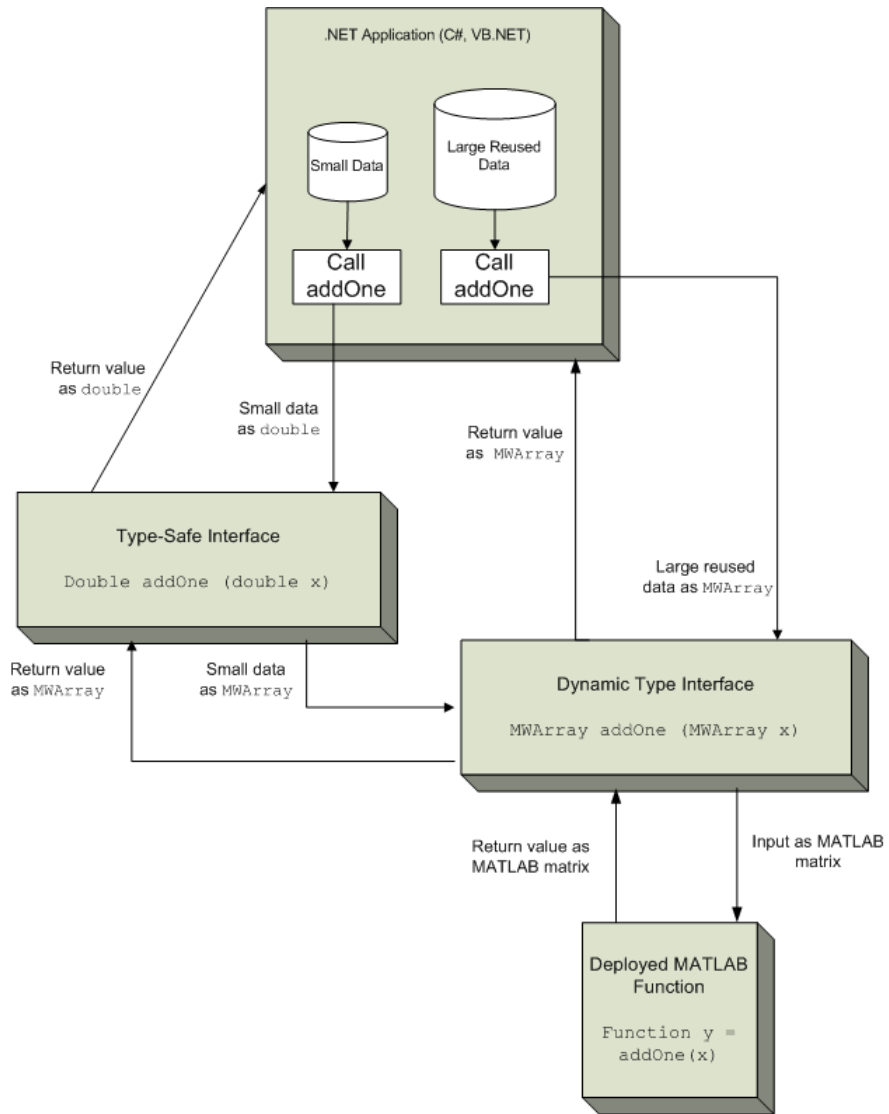 .NET Application (C#, VB.NET)
Small Data
Large Reused
Data
Call
addOne
Call
addOne
Return value
as double
Small data
as double
Return value
as MWArray
Type-Safe Interface
Double addOne (double x)
Large reused
data as MWArray
Return value
as MWArray
Small data
as MWArray
Dynamic Type Interface
MWArray addOne (MWArray x)
Return value as
MATLAB matrix
Input as MATLAB
matrix
Deployed MATLAB
Function
Function y =
addOne(x)